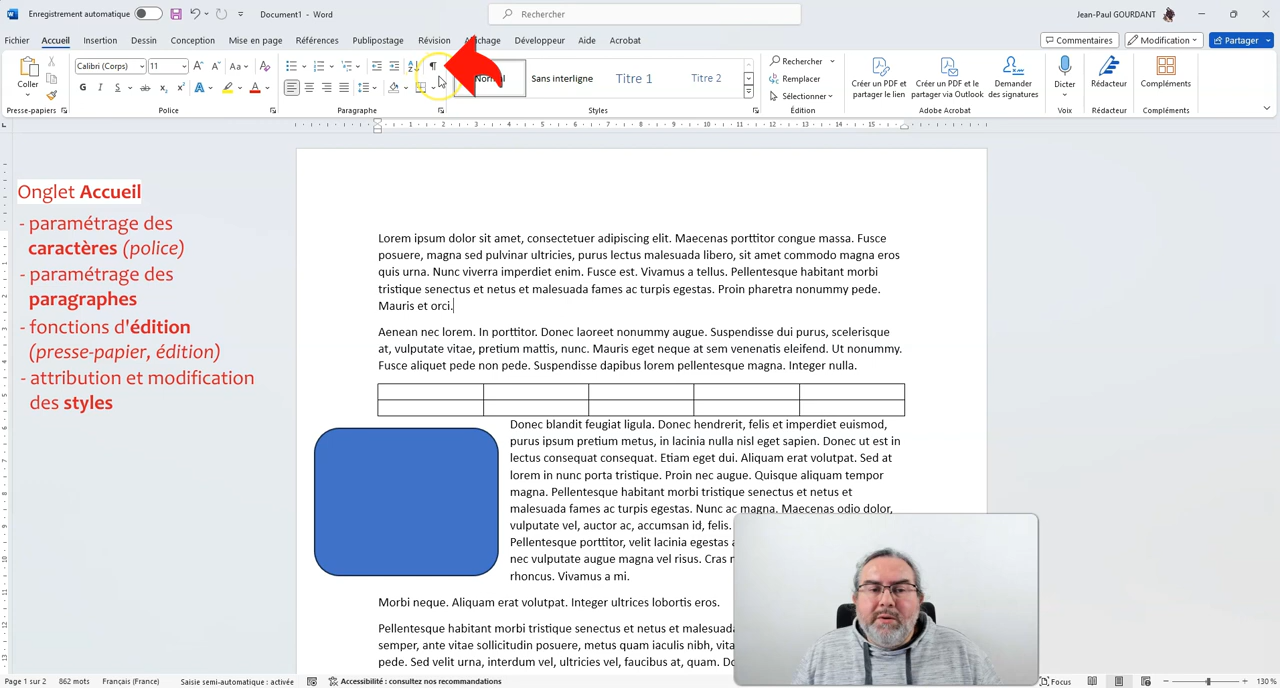 Enregistrement automatique
Document1 - Word
Rechercher
Jean-Paul GOURDANT
Fichier
Accueil
Insertion
Dessin
Conception
Mise en page
Références
Publipostage
Révision
Développeur
Aide
Acrobat
Commentaires
Modification
Partager
Coller
Presse-papiers
Calibri (Corps)
11
Police
Paragraphe
Sans interligne
Titre 1
Titre 2
Styles
Rechercher
Remplacer
Sélectionner
Édition
Créer un PDF et
partager le lien
Créer un PDF et
partager via Outlook
Demander
des signatures
Adobe Acrobat
Dicter
Voix
Rédacteur
Rédacteur
Compléments
Compléments
1 2 3 4 5 6 7 8 9 10 11 12 13 14 15
Onglet Accueil
- paramétrage des
caractères (police)
- paramétrage des
paragraphes
- fonctions d'édition
(presse-papier, édition)
- attribution et modification
des styles
Lorem ipsum dolor sit amet, consectetuer adipiscing elit. Maecenas porttitor congue massa. Fusce
posuere, magna sed pulvinar ultricies, purus lectus malesuada libero, sit amet commodo magna eros
quis urna. Nunc viverra imperdiet enim. Fusce est. Vivamus a tellus. Pellentesque habitant morbi
tristique senectus et netus et malesuada fames ac turpis egestas. Proin pharetra nonummy pede.
Mauris et orci.
Aenean nec lorem. In porttitor. Donec laoreet nonummy augue. Suspendisse dui purus, scelerisque
at, vulputate vitae, pretium mattis, nunc. Mauris eget neque at sem venenatis eleifend. Ut nonummy.
Fusce aliquet pede non pede. Suspendisse dapibus lorem pellentesque magna. Integer nulla.
Donec blandit feugiat ligula. Donec hendrerit, felis et imperdiet euismod,
purus ipsum pretium metus, in lacinia nulla nisl eget sapien. Donec ut est in
lectus consequat consequat. Etiam eget dui. Aliquam erat volutpat. Sed at
lorem in nunc porta tristique. Proin nec augue. Quisque aliquam tempor
magna. Pellentesque habitant morbi tristique senectus et netus et
malesuada fames ac turpis egestas. Nunc ac magna. Maecenas odio dolor,
vulputate vel, auctor ac, accumsan id, felis.
Pellentesque porttitor, velit lacinia egestas
nec vulputate augue magna vel risus. Cras
rhoncus. Vivamus a mi.
Morbi neque. Aliquam erat volutpat. Integer ultrices lobortis eros.
Pellentesque habitant morbi tristique senectus et netus et malesuada
semper, ante vitae sollicitudin posuere, metus quam iaculis nibh,
pede. Sed velit urna, interdum vel, ultricies vel, faucibus at, quam.
Page 1 sur 2
862 mots
Français (France)
Saisie semi-automatique : activée
Accessibilité : consultez nos recommandations
Focus
130 %